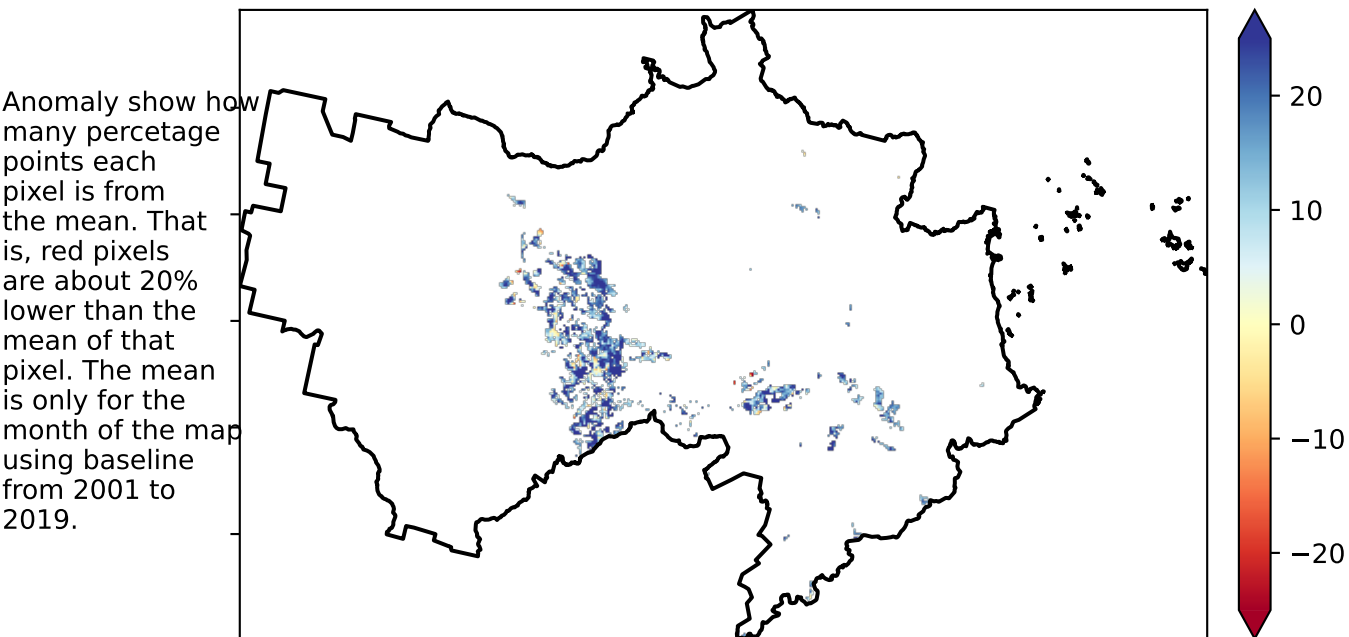 Anomaly show how
many percetage
points each
pixel is from
the mean. That
is, red pixels
are about 20%
lower than the
mean of that
pixel. The mean
is only for the
month of the map
using baseline
from 2001 to
2019.
20
10
0
−10
−20